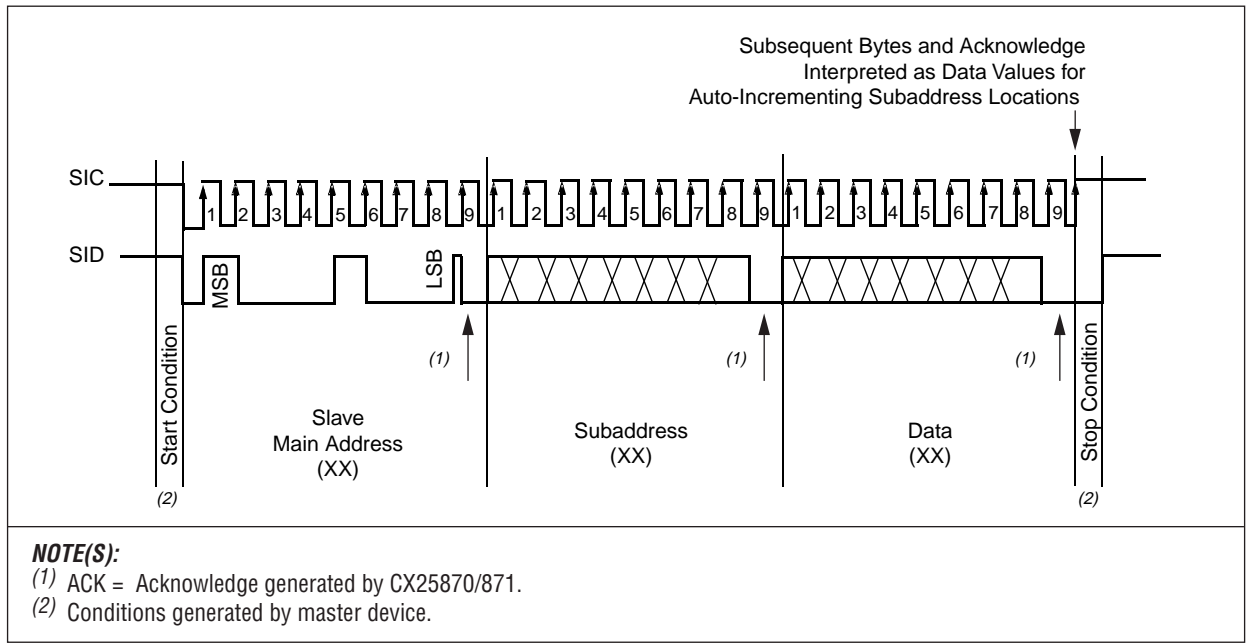 Subsequent Bytes and Acknowledge
Interpreted as Data Values for
Auto-Incrementing Subaddress Locations
SIC
1 2 3 4 5 6 7 8 9 1 2 3 4 5 6 7 8 9 1 2 3 4 5 6 7 8 9
SID
MSB
LSB
(1) (1) (1)
Start Condition
Slave
Main Address
(XX)
Subaddress
(XX)
Data
(XX)
Stop Condition
(2) (2)
NOTE(S):
(1) ACK = Acknowledge generated by CX25870/871.
(2) Conditions generated by master device.